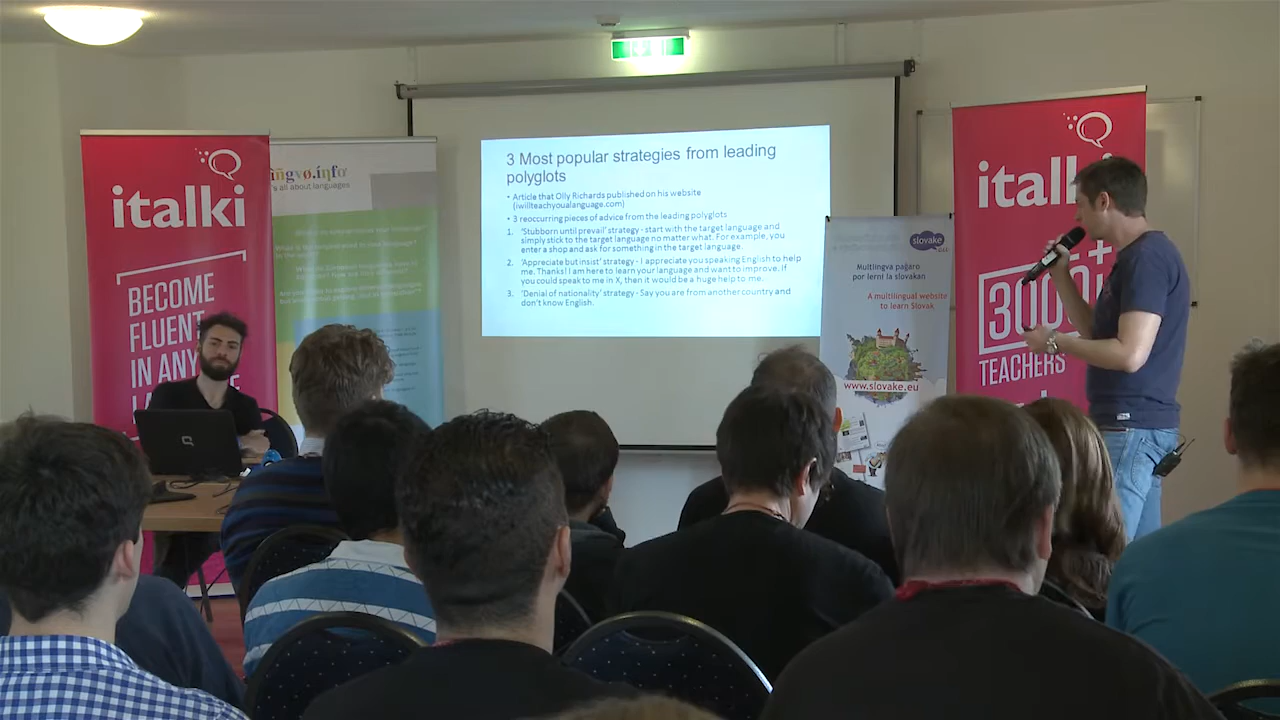 italki
BECOME
FLUENT
IN ANY
ingvø.ïŋfo
's all about languages
3 Most popular strategies from leading
polyglots
• Article that Olly Richards published on his website
(iwillteachyoualanguage.com)
• 3 reoccurring pieces of advice from the leading polyglots
1. 'Stubborn until prevail' strategy - start with the target language and
simply stick to the target language no matter what. For example, you
enter a shop and ask for something in the target language.
2. 'Appreciate but insist' strategy - I appreciate you speaking English to help
me. Thanks! I am here to learn your language and want to improve. If
you could speak to me in X, then it would be a huge help to me.
3. 'Denial of nationality' strategy - Say you are from another country and
don't know English.
slovake
Multlingva paĝaro
por lerni la slovakan
A multilingual website
to learn Slovak
www.slovake.eu
italki
3000+
TEACHERS